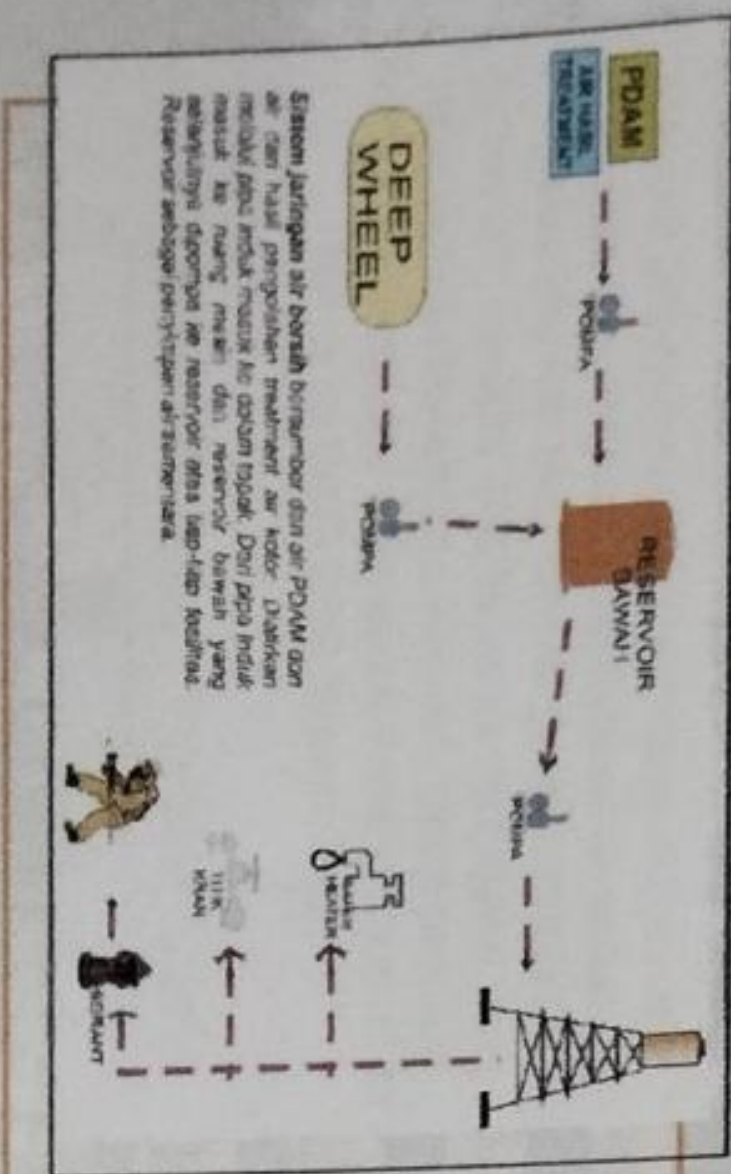 PDAM
AIR HASIL
TREATMENT
POMPA
RESERVOIR
BAWAH
POMPA
DEEP
WHEEL
POMPA
Sistem jaringan air bersih bersumber dari air PDAM dan
air dari hasil pengolahan treatment air kotor. Dialirkan
melalui pipa induk masuk ke dalam tapak. Dari pipa induk
masuk ke ruang mesin dan reservoir bawah yang
selanjutnya dipompa ke reservoir atas tiap-tiap fasilitas.
Reservoir sebagai penyimpan air sementara.
HEATER
TITIK
KRAN
HIDRANT